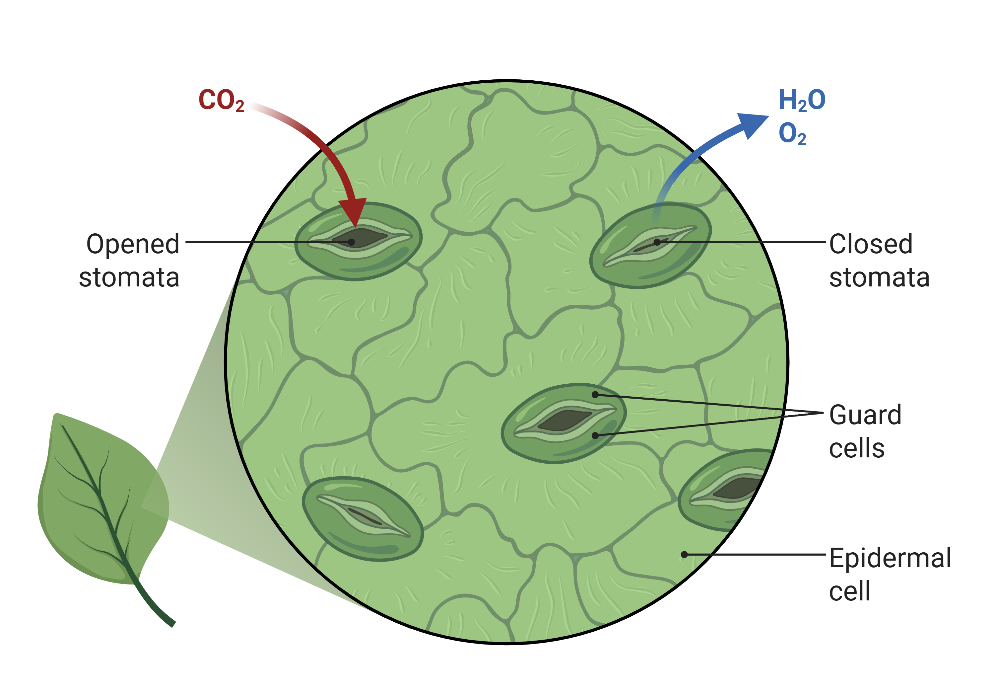 CO₂
H₂O
O₂
Opened
stomata
Closed
stomata
Guard
cells
Epidermal
cell